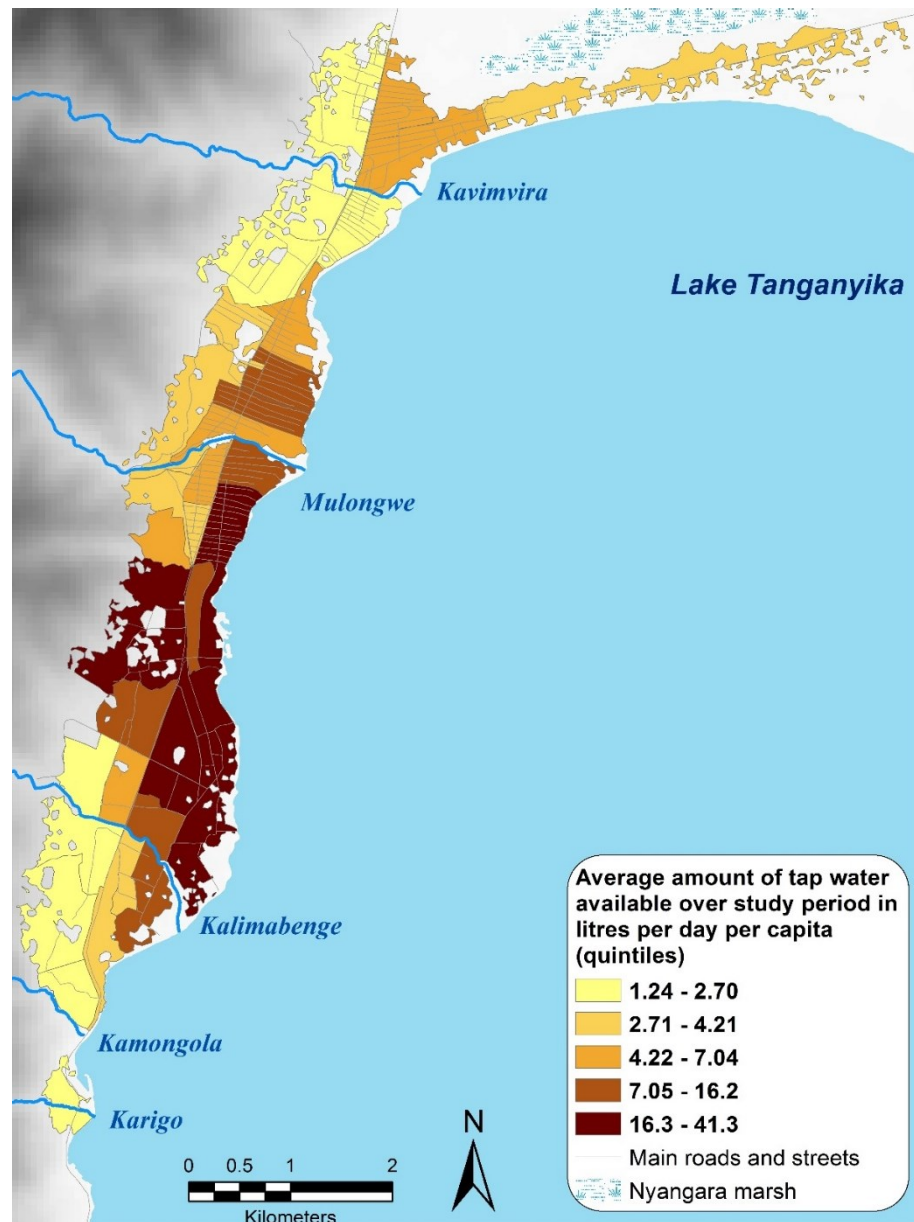 Kavimvira
Lake Tanganyika
Mulongwe
Kalimabenge
Kamongola
Karigo
N
0 0.5 1 2
Kilometers
Average amount of tap water
available over study period in
litres per day per capita
(quintiles)
1.24 - 2.70
2.71 - 4.21
4.22 - 7.04
7.05 - 16.2
16.3 - 41.3
Main roads and streets
Nyangara marsh